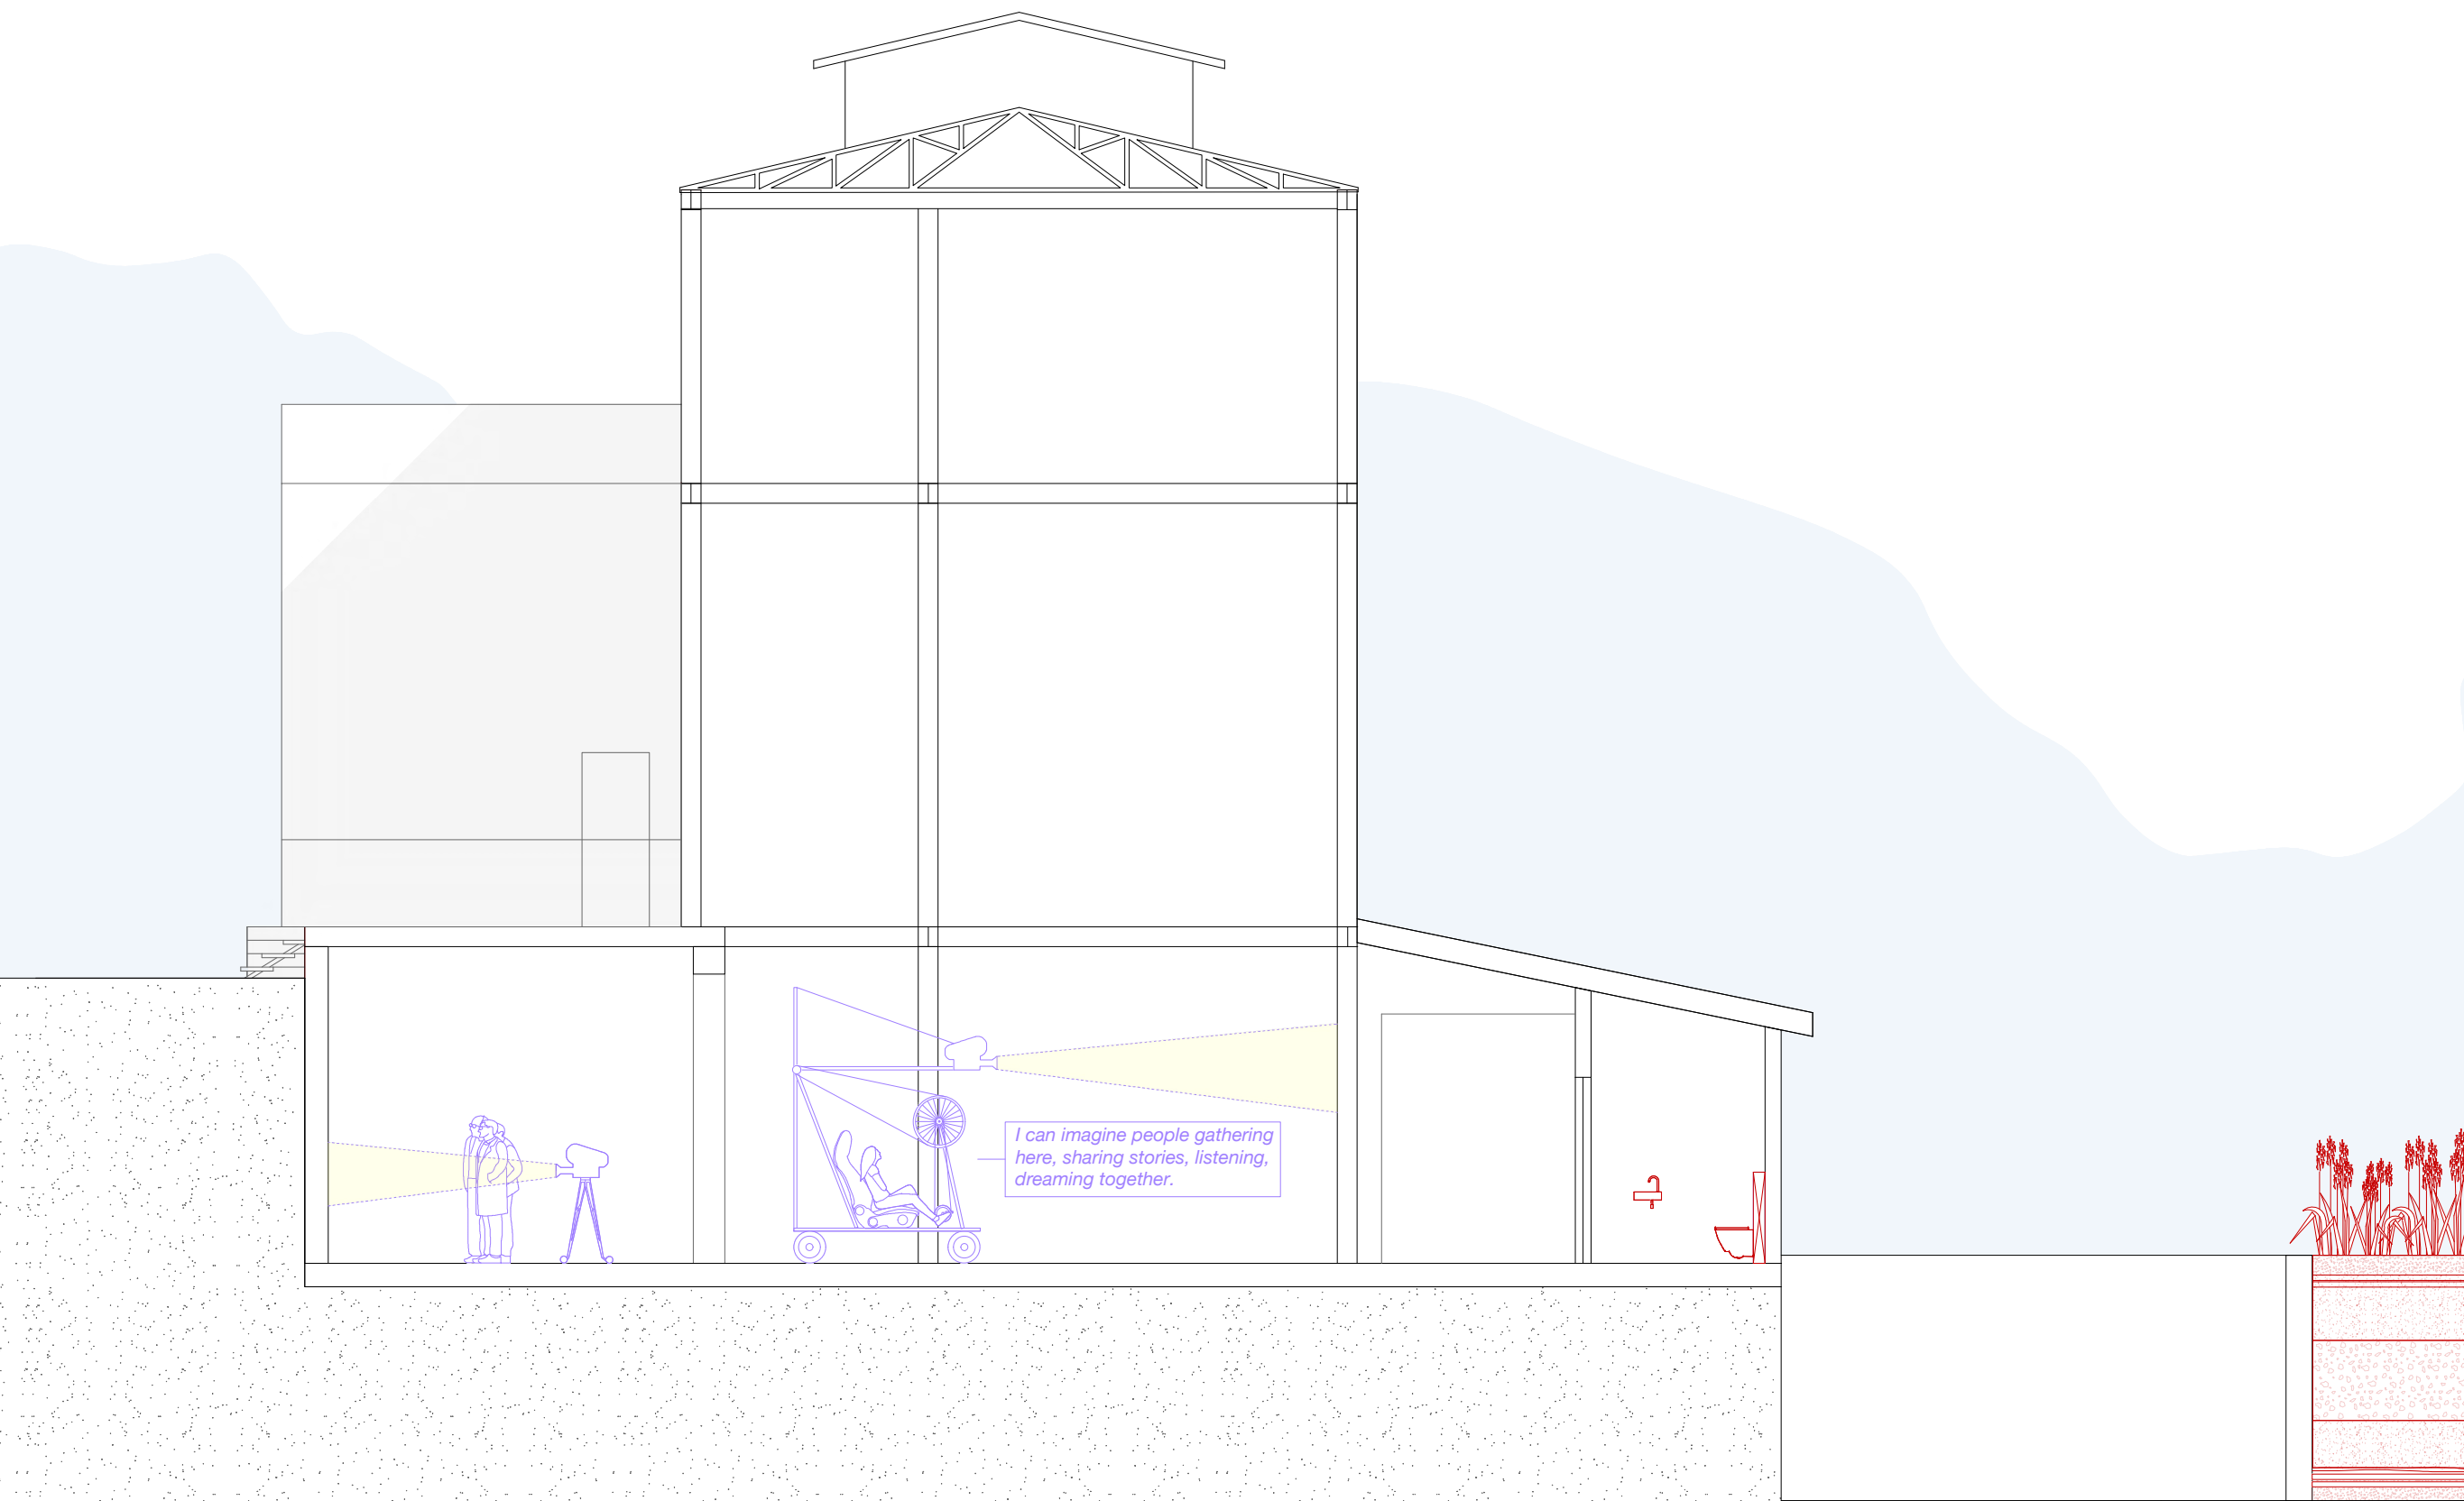 I can imagine people gathering
here, sharing stories, listening,
dreaming together.